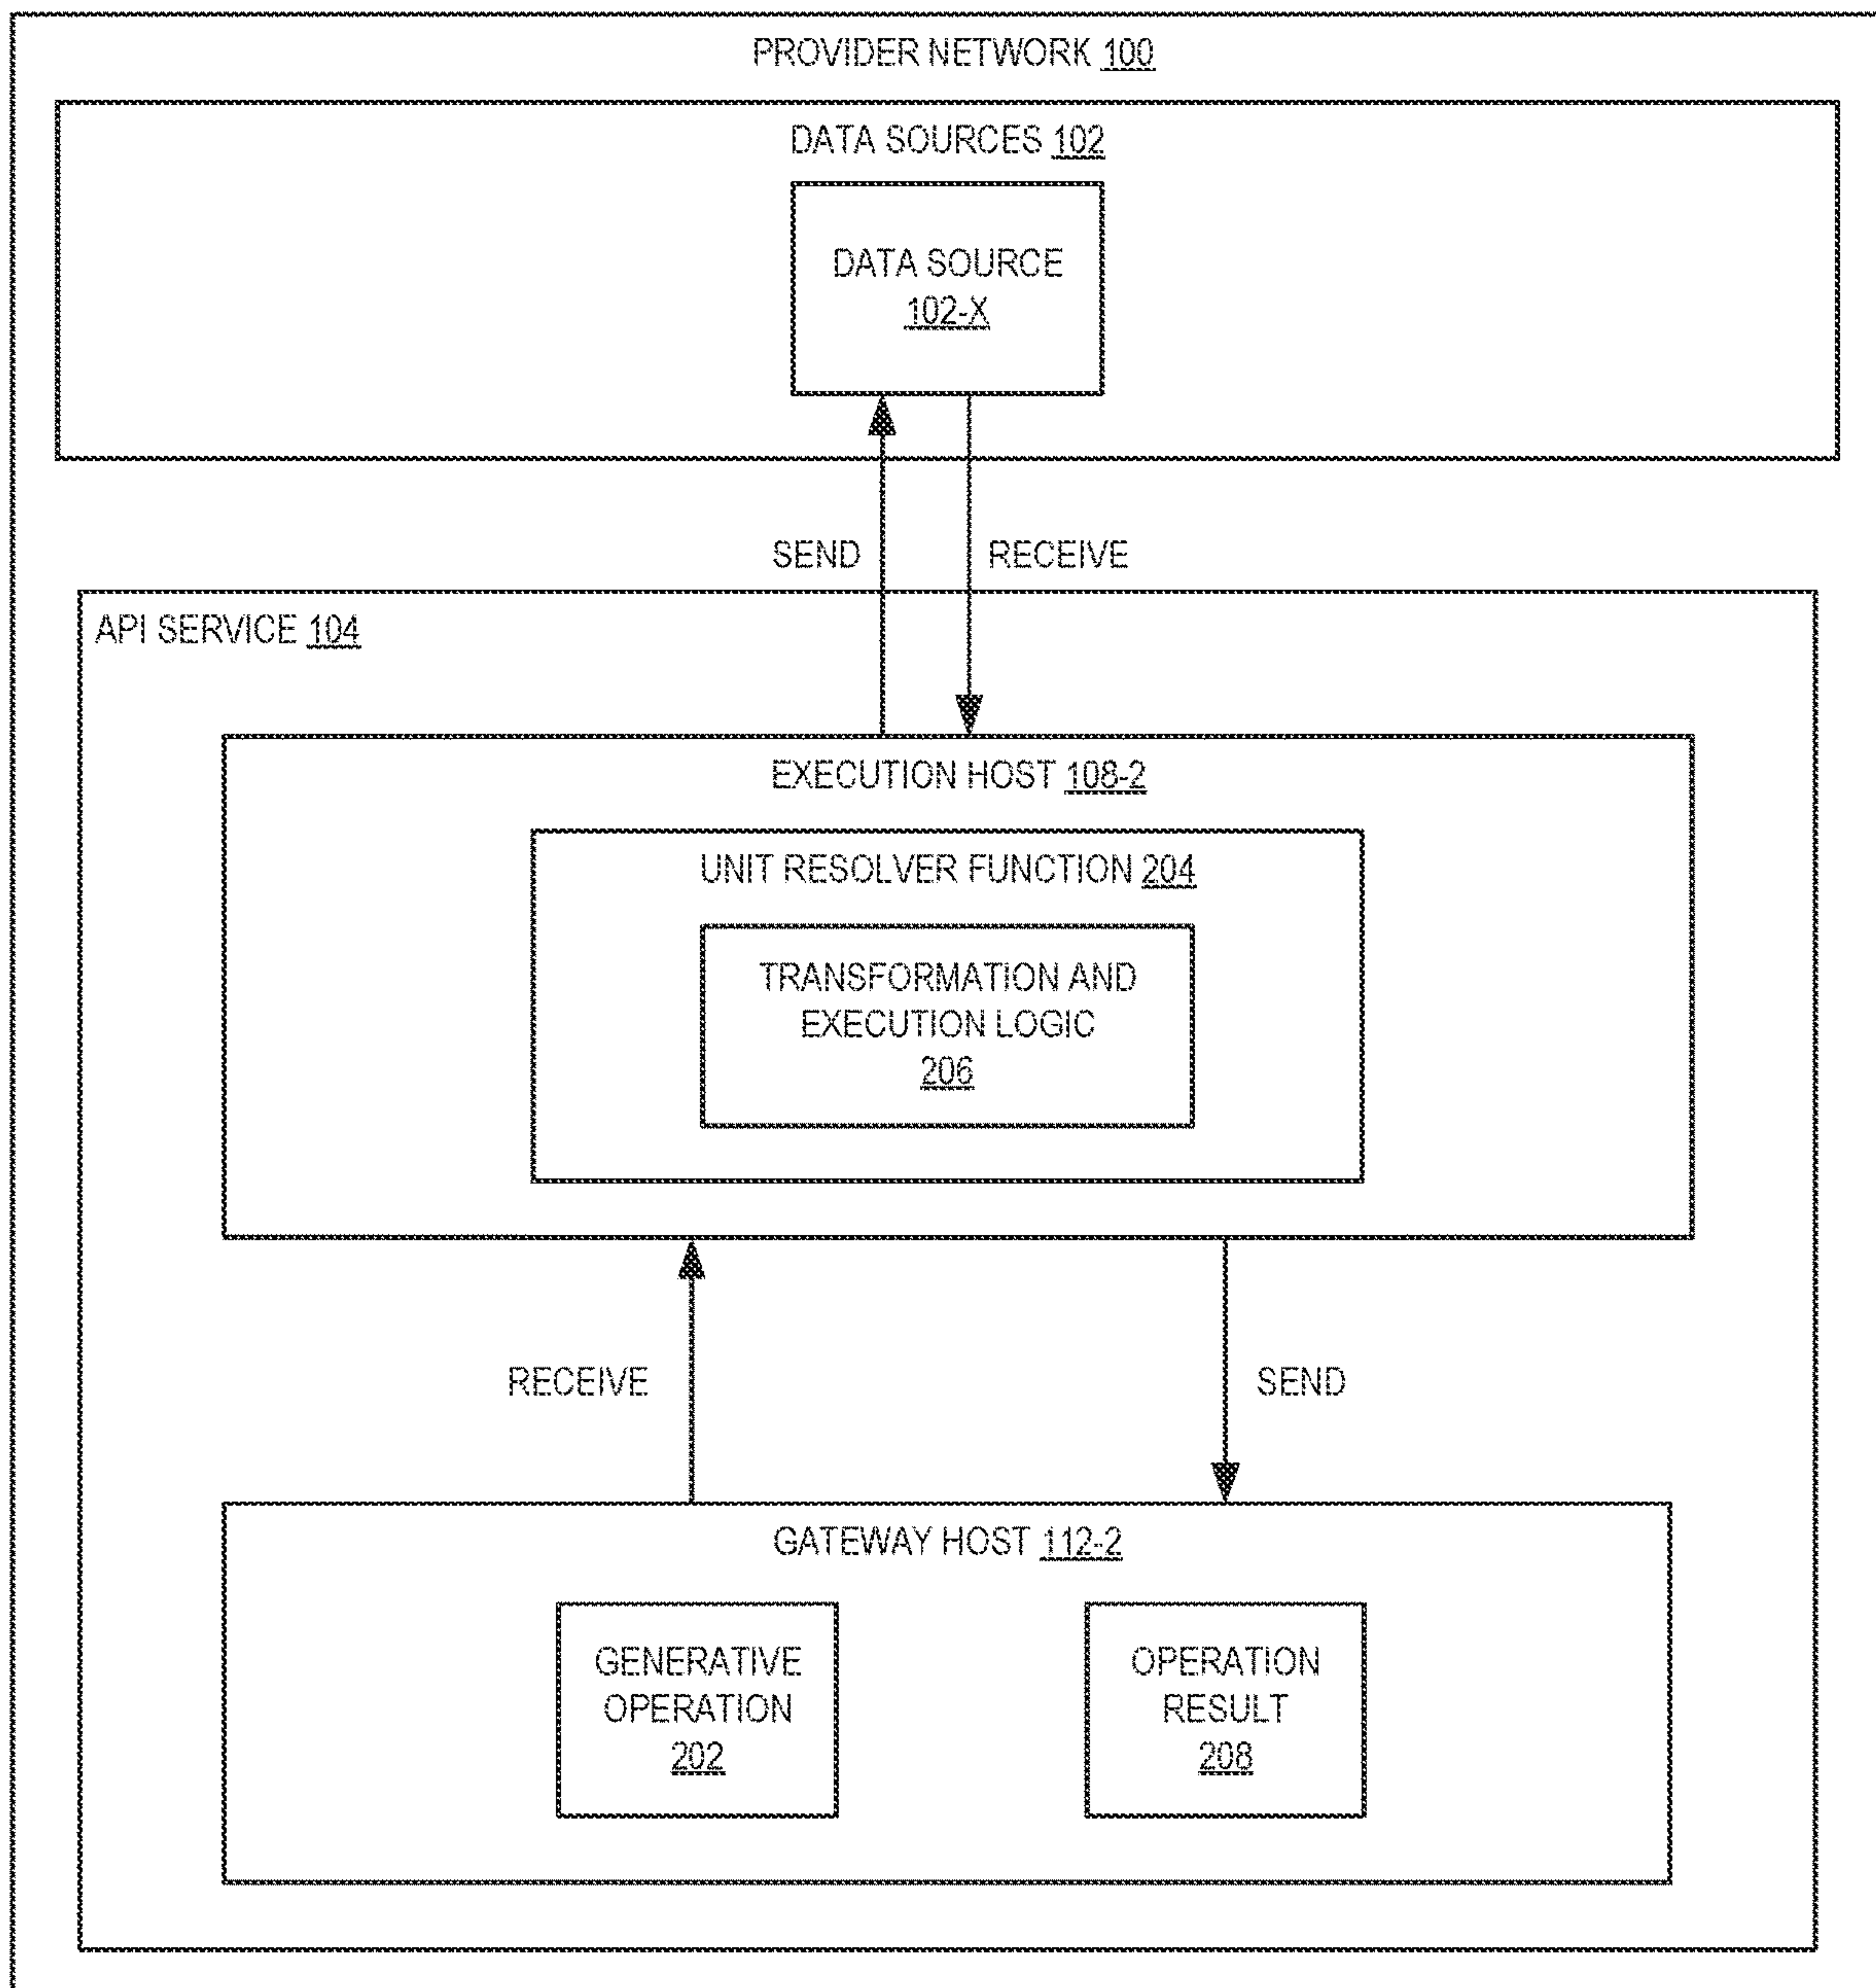 PROVIDER NETWORK 100
DATA SOURCES 102
DATA SOURCE
102-X
SEND
RECEIVE
API SERVICE 104
EXECUTION HOST 108-2
UNIT RESOLVER FUNCTION 204
TRANSFORMATION AND
EXECUTION LOGIC
206
RECEIVE
SEND
GATEWAY HOST 112-2
GENERATIVE
OPERATION
202
OPERATION
RESULT
208